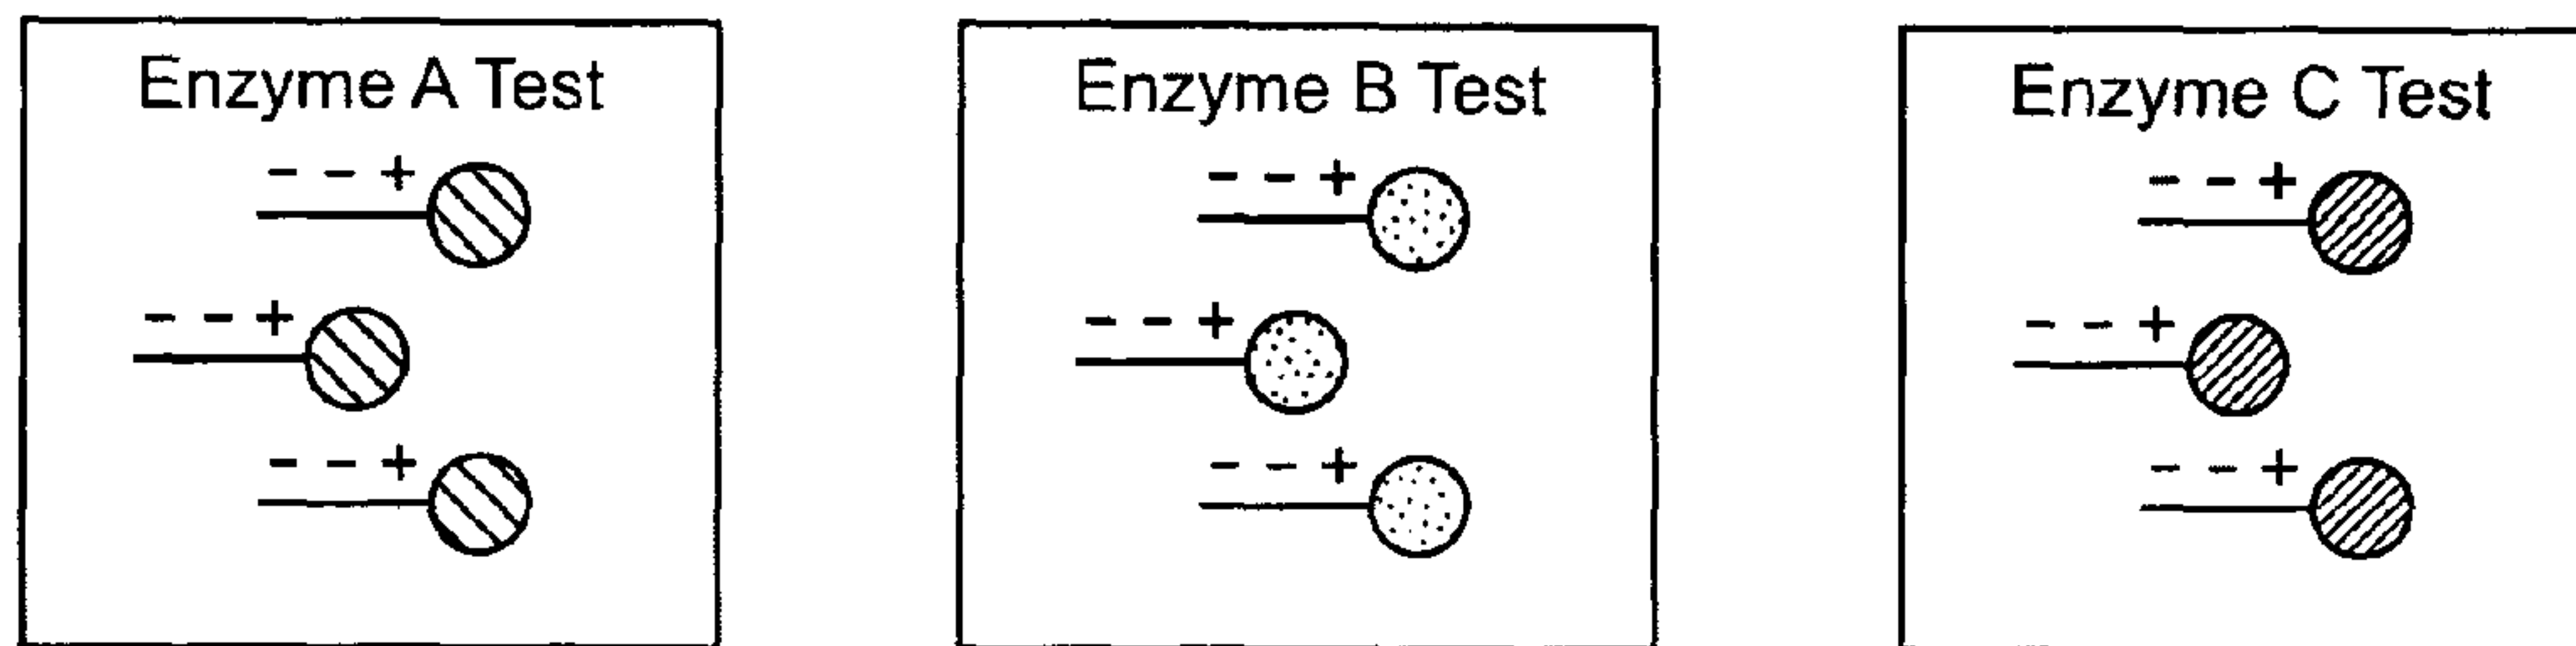 Enzyme A Test
- - +
- - +
- - +
Enzyme B Test
- - +
- - +
- - +
Enzyme C Test
- - +
- - +
- - +